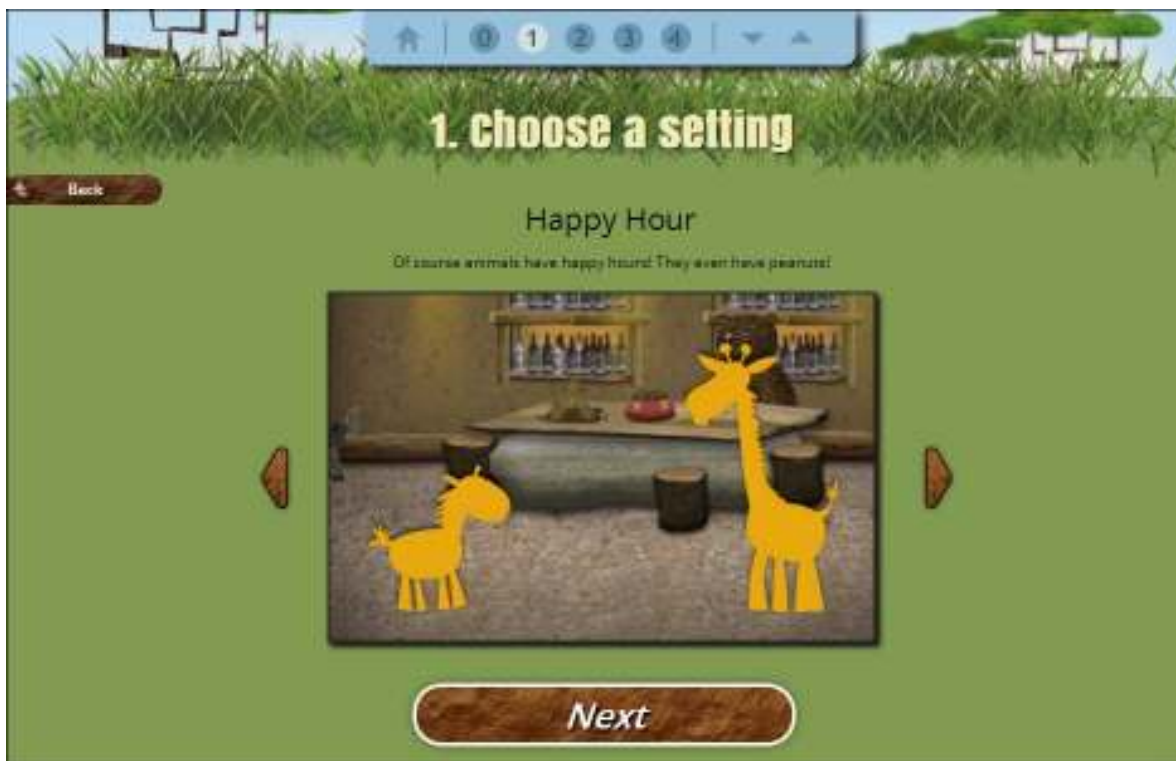 0 1 2 3 4
1. Choose a setting
Back
Happy Hour
Of course animals have happy hours! They even have peanuts!
Next